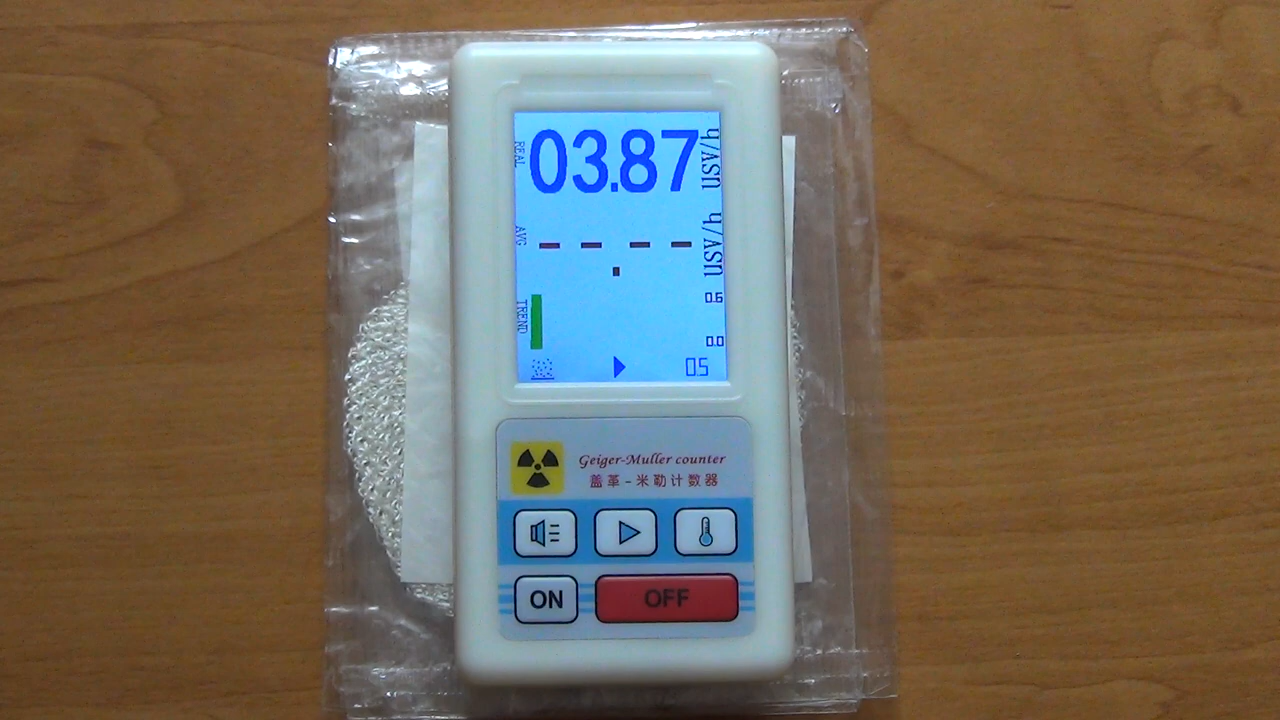 REAL 03.87 uSV/h
AVG - - - -. uSV/h
TREND 0.6
0.0
05
Geiger-Muller counter
盖革-米勒计数器
ON OFF